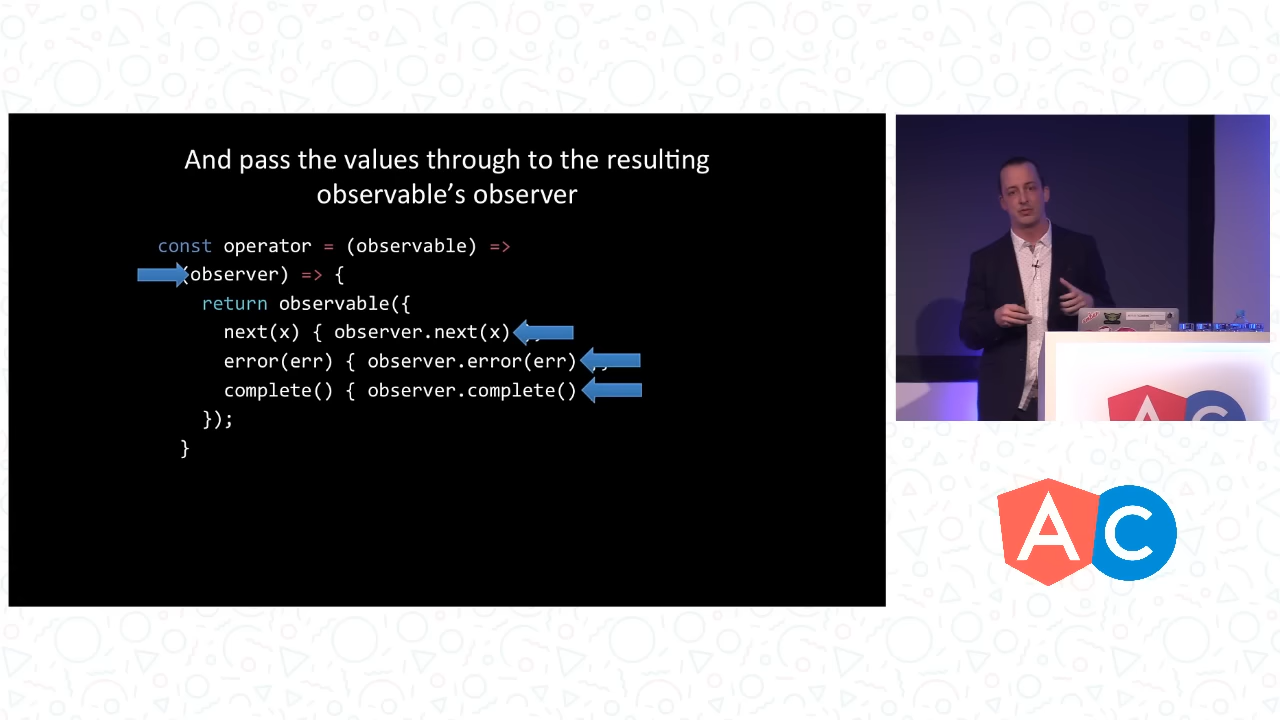 And pass the values through to the resulting
observable’s observer
const operator = (observable) =>
(observer) => {
return observable({
next(x) { observer.next(x) },
error(err) { observer.error(err) },
complete() { observer.complete()
});
}
A C
A C